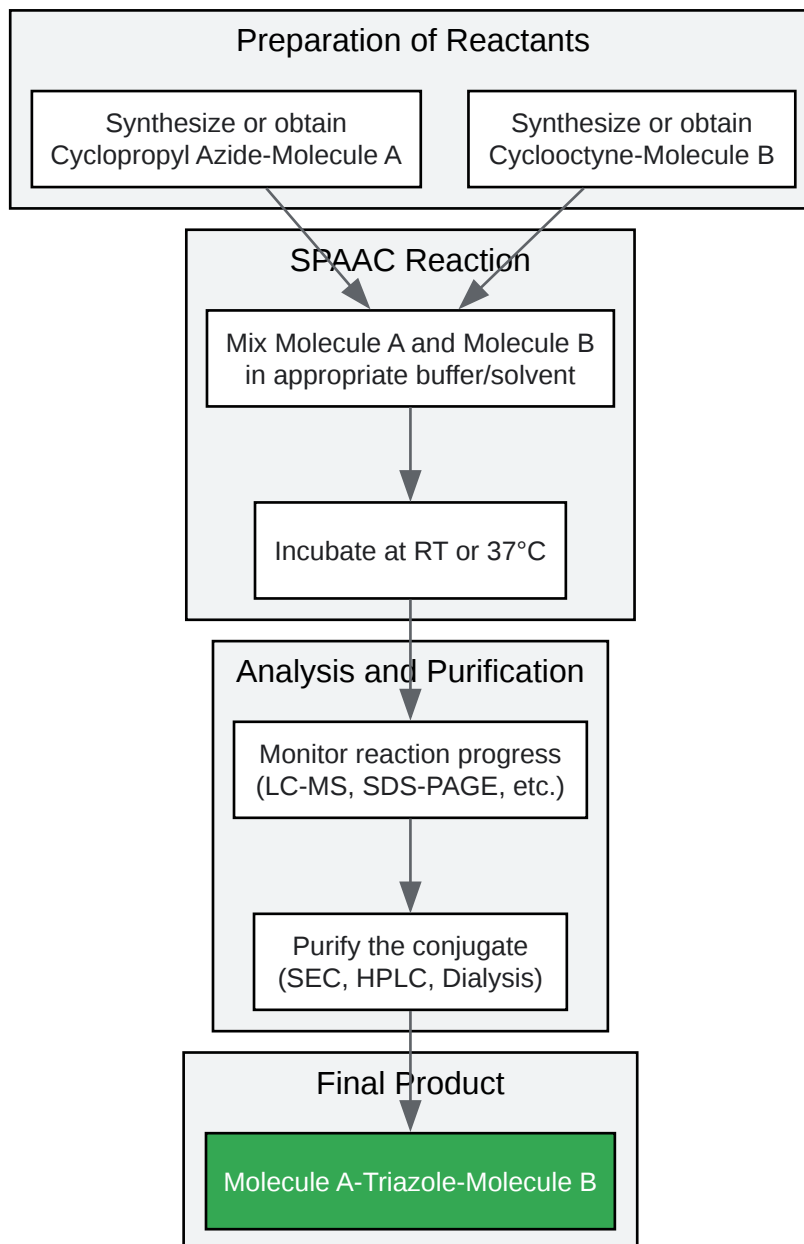 Preparation of Reactants
Synthesize or obtain
Cyclopropyl Azide-Molecule A
Synthesize or obtain
Cyclooctyne-Molecule B
SPAAC Reaction
Mix Molecule A and Molecule B
in appropriate buffer/solvent
Incubate at RT or 37°C
Analysis and Purification
Monitor reaction progress
(LC-MS, SDS-PAGE, etc.)
Purify the conjugate
(SEC, HPLC, Dialysis)
Final Product
Molecule A-Triazole-Molecule B